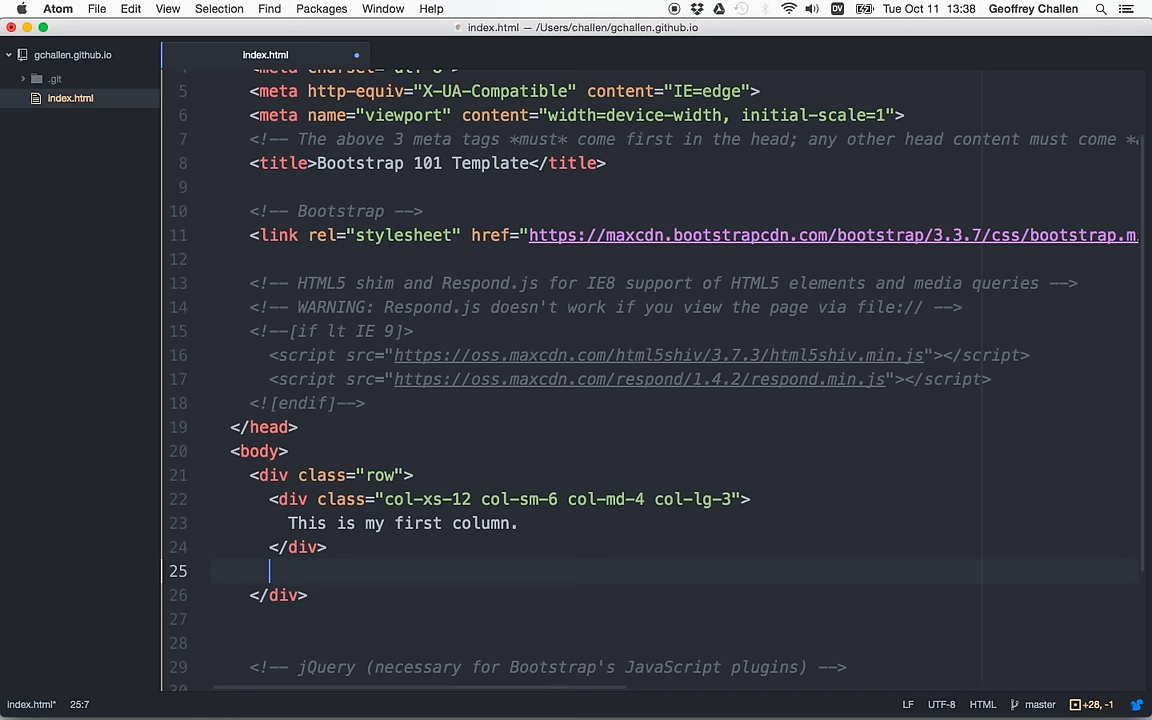 Atom File Edit View Selection Find Packages Window Help DV Tue Oct 11 13:38 Geoffrey Challen
index.html — /Users/challen/gchallen.github.io
gchallen.github.io
index.html
.git
index.html
4 <meta charset="utf-8">
5 <meta http-equiv="X-UA-Compatible" content="IE=edge">
6 <meta name="viewport" content="width=device-width, initial-scale=1">
7 <!-- The above 3 meta tags *must* come first in the head; any other head content must come
8 <title>Bootstrap 101 Template</title>
9
10 <!-- Bootstrap -->
11 <link rel="stylesheet" href="https://maxcdn.bootstrapcdn.com/bootstrap/3.3.7/css/bootstrap.m
12
13 <!-- HTML5 shim and Respond.js for IE8 support of HTML5 elements and media queries -->
14 <!-- WARNING: Respond.js doesn't work if you view the page via file:// -->
15 <!--[if lt IE 9]>
16 <script src="https://oss.maxcdn.com/html5shiv/3.7.3/html5shiv.min.js"></script>
17 <script src="https://oss.maxcdn.com/respond/1.4.2/respond.min.js"></script>
18 <![endif]-->
19 </head>
20 <body>
21 <div class="row">
22 <div class="col-xs-12 col-sm-6 col-md-4 col-lg-3">
23 This is my first column.
24 </div>
25
26 </div>
27
28
29 <!-- jQuery (necessary for Bootstrap's JavaScript plugins) -->
30
index.html* 25:7 LF UTF-8 HTML master +28, -1